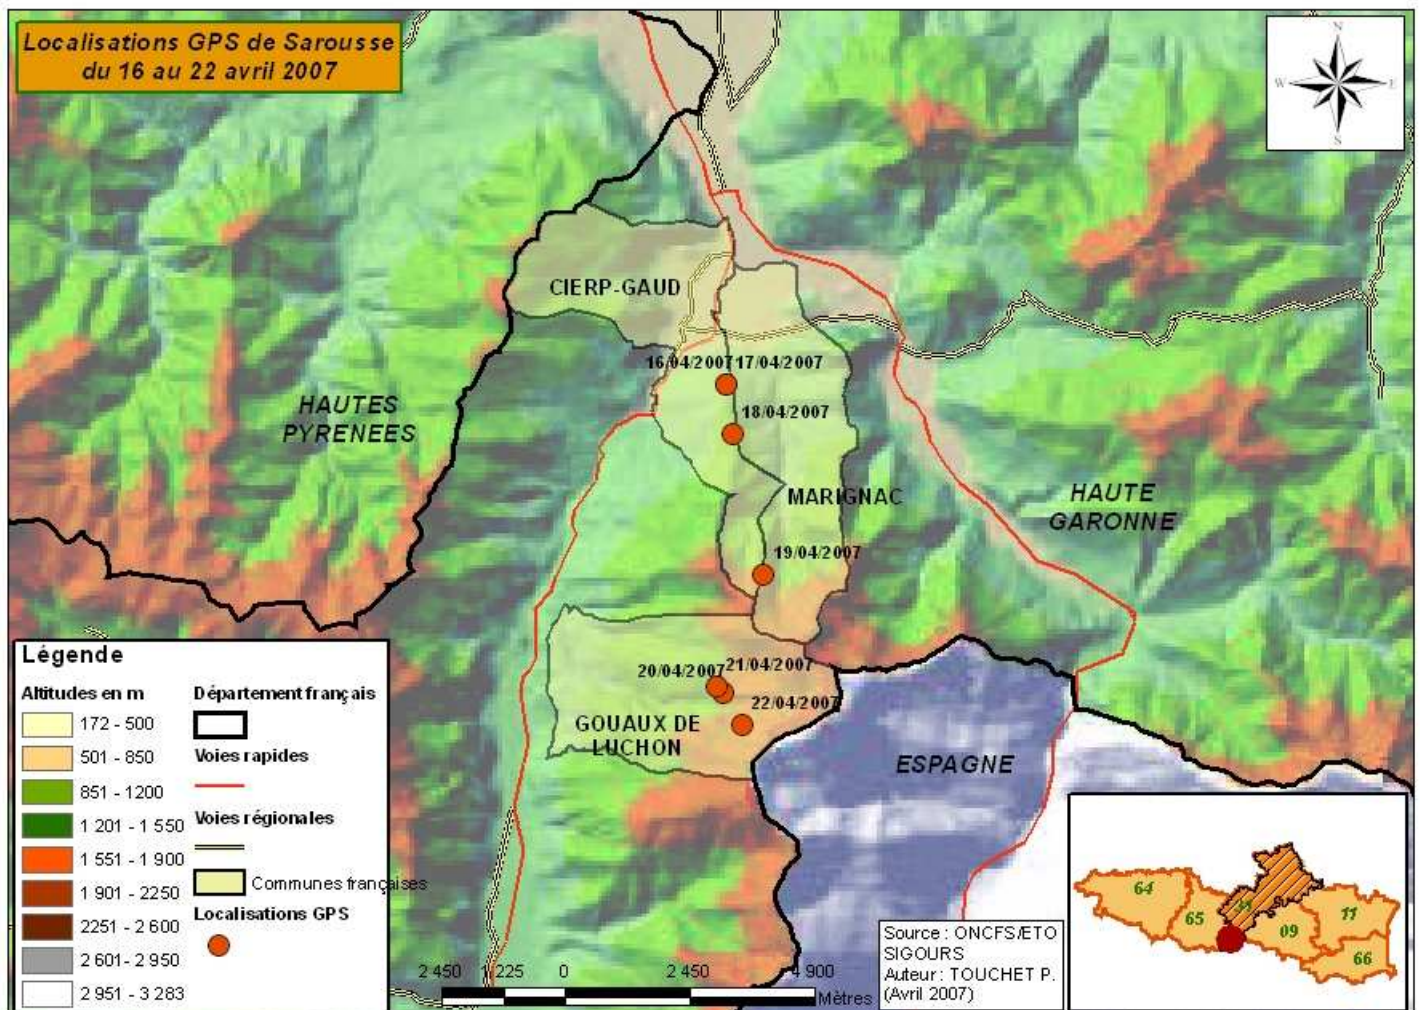 Localisations GPS de Sarousse
du 16 au 22 avril 2007
N
W
E
S
CIERP-GAUD
16/04/2007
17/04/2007
18/04/2007
HAUTES
PYRENEES
MARIGNAC
HAUTE
GARONNE
19/04/2007
20/04/2007
21/04/2007
22/04/2007
GOUAUX DE
LUCHON
ESPAGNE
Légende
Altitudes en m
172 - 500
501 - 850
851 - 1200
1 201 - 1 550
1 551 - 1 900
1 901 - 2250
2251 - 2 600
2 601 - 2 950
2 951 - 3 283
Département français
Voies rapides
Voies régionales
Communes françaises
Localisations GPS
2 450 1 225 0 2 450 4 900
Mètres
Source : ONCFS/ETO
SIGOURS
Auteur : TOUCHET P.
(Avril 2007)
64
65
31
09
11
66